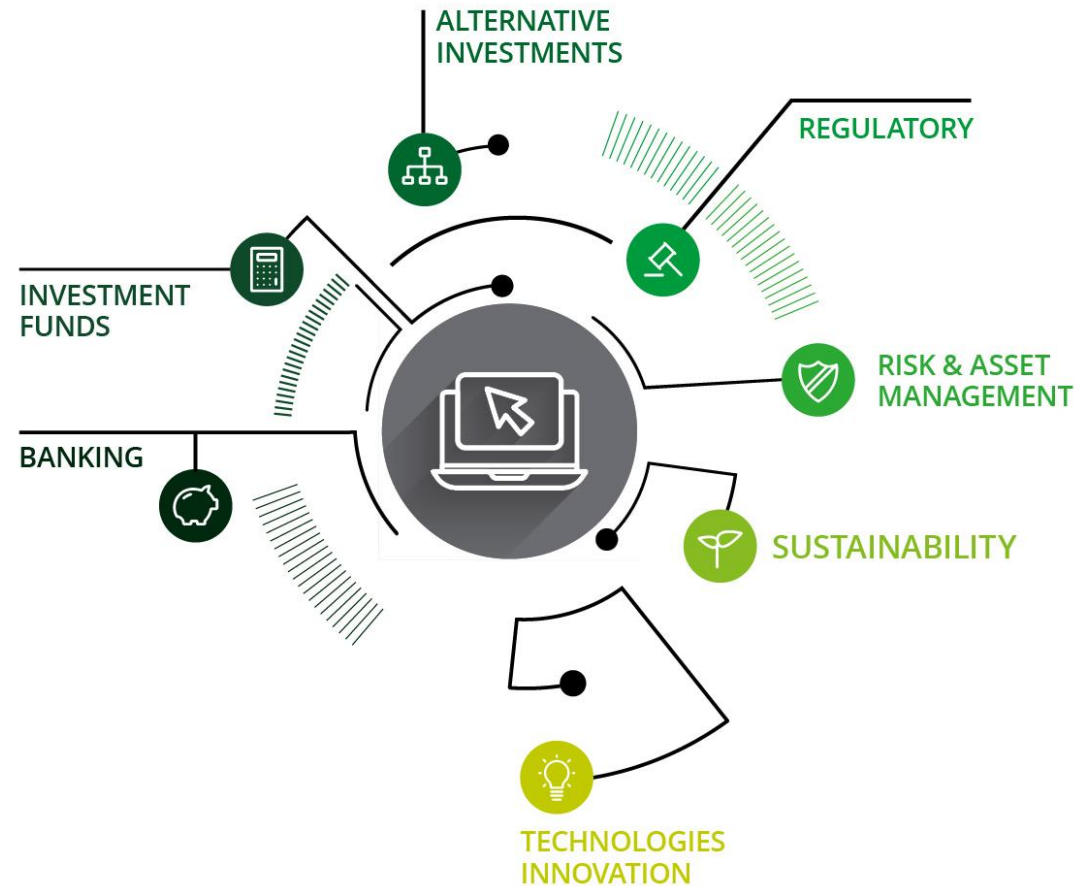 ALTERNATIVE
INVESTMENTS
REGULATORY
INVESTMENT
FUNDS
RISK & ASSET
MANAGEMENT
BANKING
SUSTAINABILITY
TECHNOLOGIES
INNOVATION